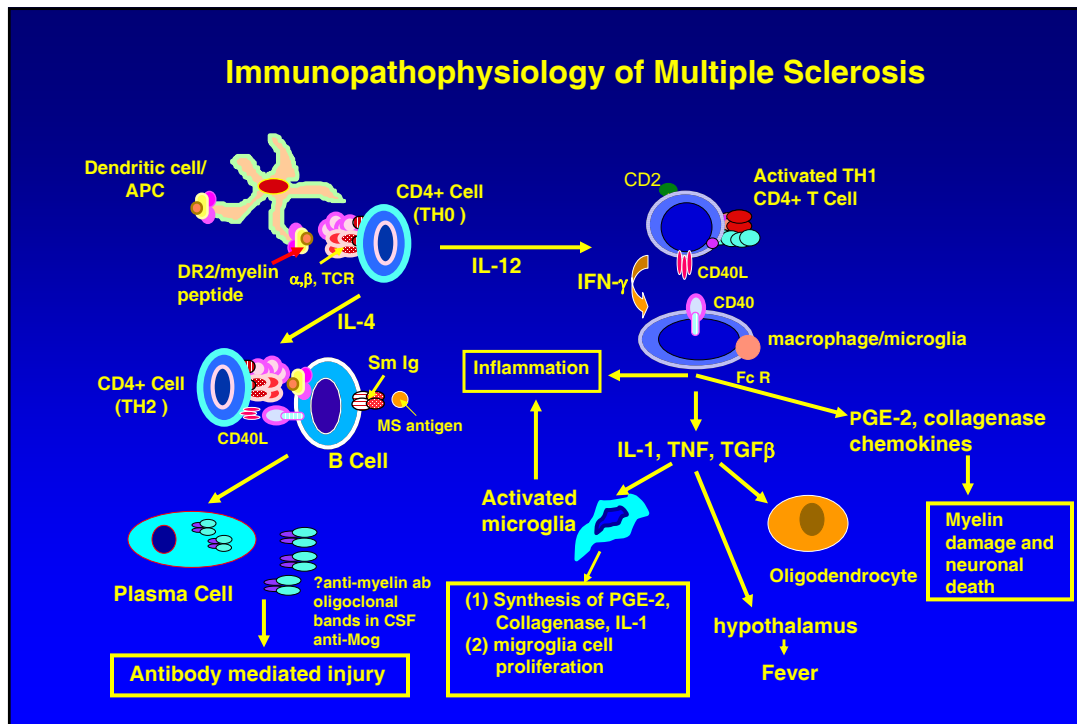 Immunopathophysiology of Multiple Sclerosis
Dendritic cell/
APC
CD4+ Cell
(TH0 )
DR2/myelin
peptide
α,β, TCR
IL-12
CD2
Activated TH1
CD4+ T Cell
CD40L
IFN-γ
CD40
macrophage/microglia
Fc R
IL-4
CD4+ Cell
(TH2 )
CD40L
Sm Ig
MS antigen
B Cell
Inflammation
PGE-2, collagenase
chemokines
IL-1, TNF, TGFβ
Activated
microglia
Oligodendrocyte
Myelin
damage and
neuronal
death
Plasma Cell
?anti-myelin ab
oligoclonal
bands in CSF
anti-Mog
Antibody mediated injury
(1) Synthesis of PGE-2,
Collagenase, IL-1
(2) migroglia cell
proliferation
hypothalamus
Fever